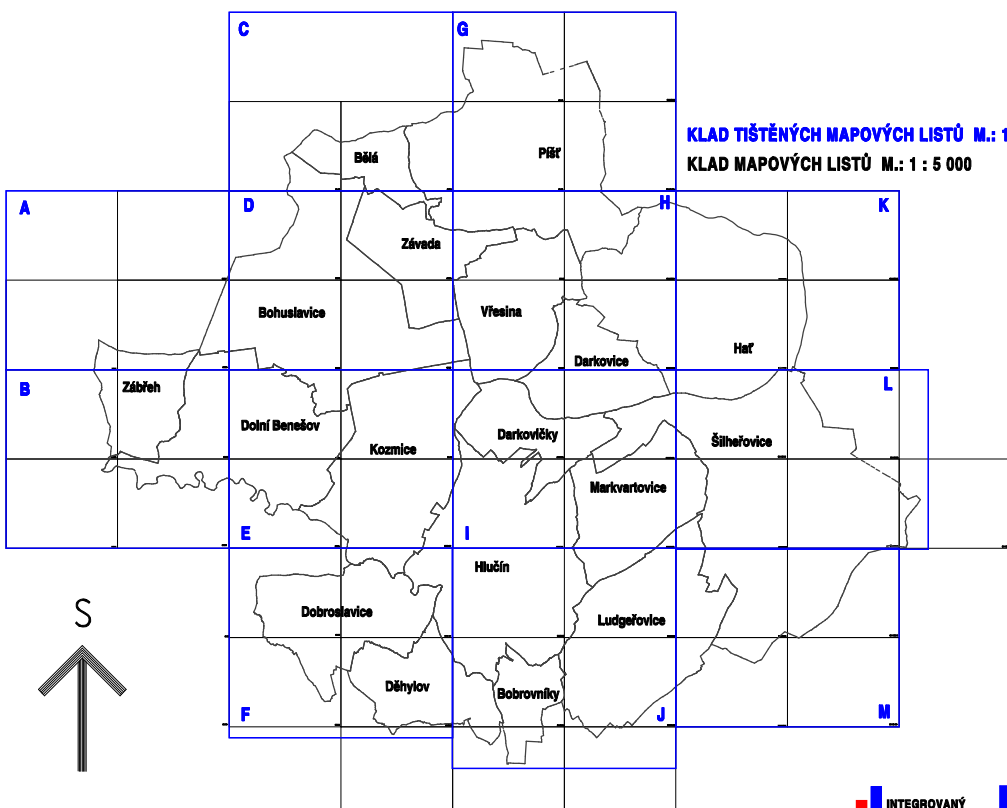 C
G
KLAD TIŠTĚNÝCH MAPOVÝCH LISTŮ M.: 1
KLAD MAPOVÝCH LISTŮ M.: 1 : 5 000
Bělá
Píšť
A
D
H
K
Závada
Bohuslavice
Vřesina
Hať
Darkovice
B
L
Zábřeh
Dolní Benešov
Kozmice
Darkovičky
Šilheřovice
Markvartovice
E
I
Hlučín
Dobroslavice
Ludgeřovice
S
Děhylov
Bobrovníky
F
J
M
INTEGROVANÝ